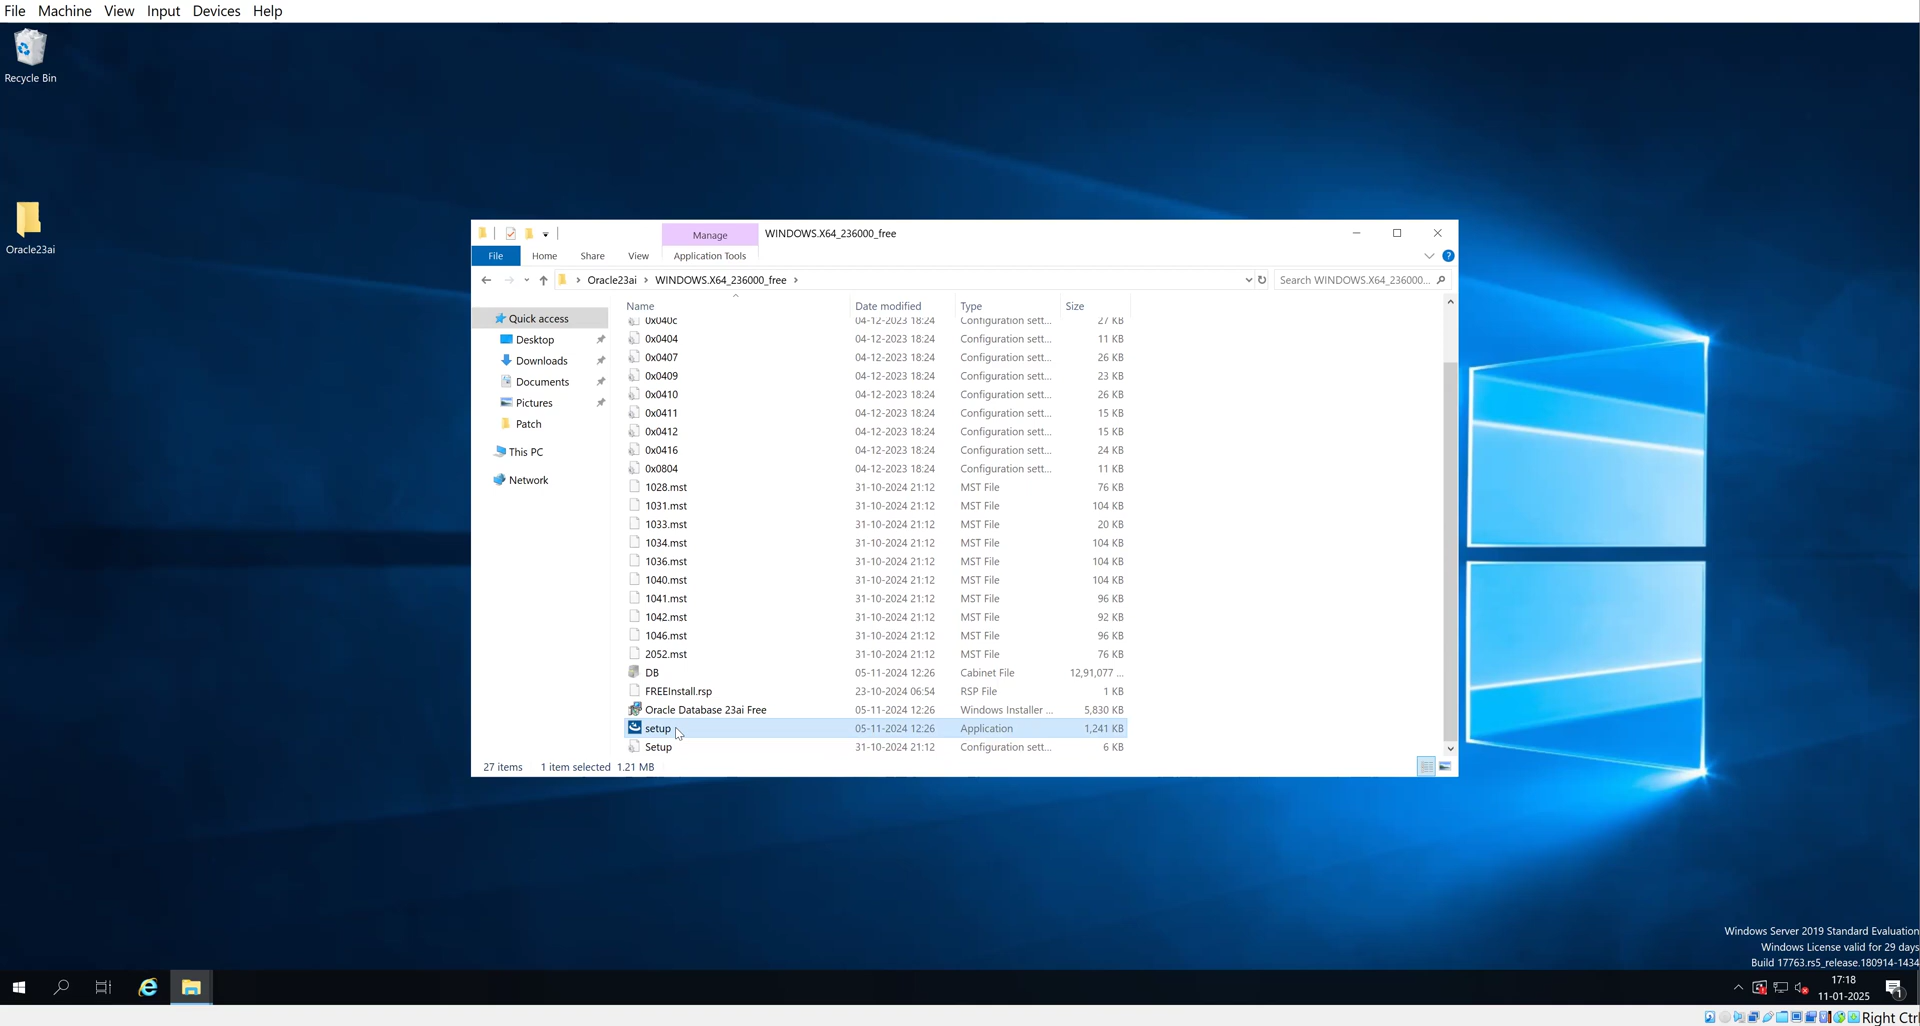 File Machine View Input Devices Help
Recycle Bin
Oracle23ai
Manage WINDOWS.X64_236000_free
File Home Share View Application Tools
Oracle23ai WINDOWS.X64_236000_free Search WINDOWS.X64_236000...
Quick access
Desktop
Downloads
Documents
Pictures
Patch
This PC
Network
Name Date modified Type Size
0x040c 04-12-2023 18:24 Configuration sett... 27 KB
0x0404 04-12-2023 18:24 Configuration sett... 11 KB
0x0407 04-12-2023 18:24 Configuration sett... 26 KB
0x0409 04-12-2023 18:24 Configuration sett... 23 KB
0x0410 04-12-2023 18:24 Configuration sett... 26 KB
0x0411 04-12-2023 18:24 Configuration sett... 15 KB
0x0412 04-12-2023 18:24 Configuration sett... 15 KB
0x0416 04-12-2023 18:24 Configuration sett... 24 KB
0x0804 04-12-2023 18:24 Configuration sett... 11 KB
1028.mst 31-10-2024 21:12 MST File 76 KB
1031.mst 31-10-2024 21:12 MST File 104 KB
1033.mst 31-10-2024 21:12 MST File 20 KB
1034.mst 31-10-2024 21:12 MST File 104 KB
1036.mst 31-10-2024 21:12 MST File 104 KB
1040.mst 31-10-2024 21:12 MST File 104 KB
1041.mst 31-10-2024 21:12 MST File 96 KB
1042.mst 31-10-2024 21:12 MST File 92 KB
1046.mst 31-10-2024 21:12 MST File 96 KB
2052.mst 31-10-2024 21:12 MST File 76 KB
DB 05-11-2024 12:26 Cabinet File 12,91,077 ...
FREEInstall.rsp 23-10-2024 06:54 RSP File 1 KB
Oracle Database 23ai Free 05-11-2024 12:26 Windows Installer ... 5,830 KB
setup 05-11-2024 12:26 Application 1,241 KB
Setup 31-10-2024 21:12 Configuration sett... 6 KB
27 items 1 item selected 1.21 MB
Windows Server 2019 Standard Evaluation
Windows License valid for 29 days
Build 17763.rs5_release.180914-1434
17:18
11-01-2025
1
Right Ctrl